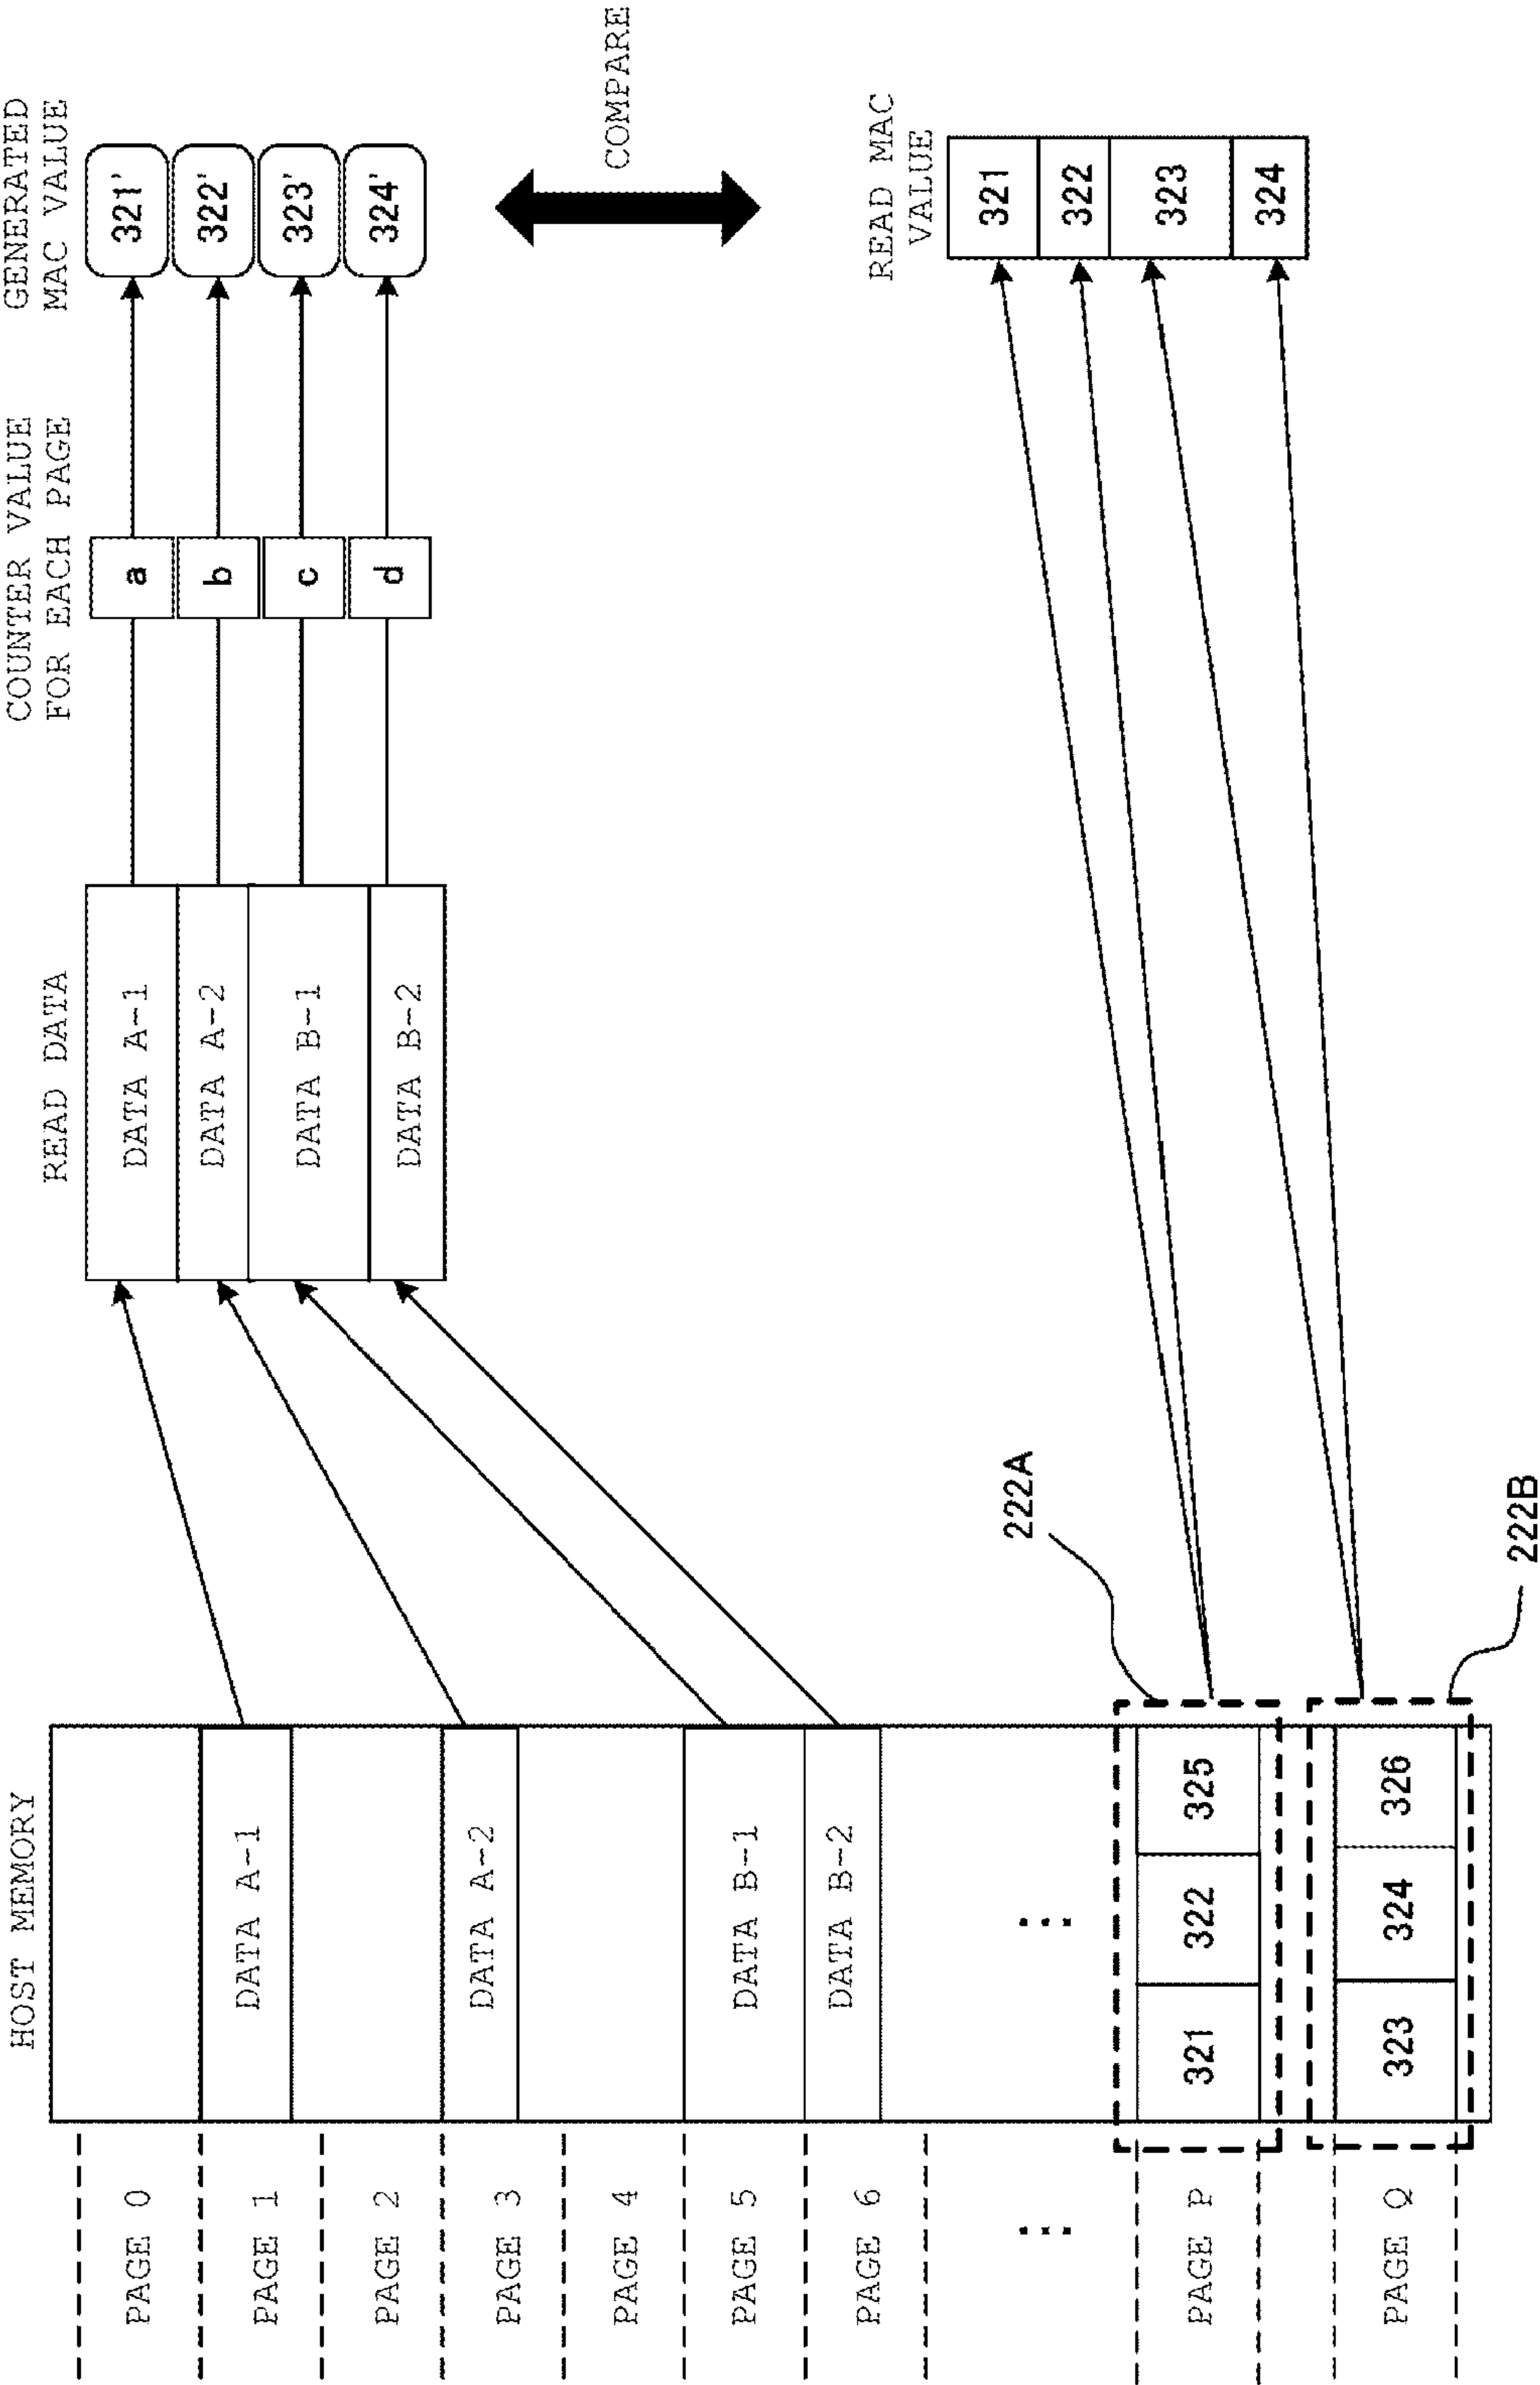 HOST MEMORY
PAGE 0
PAGE 1
DATA A-1
PAGE 2
PAGE 3
DATA A-2
PAGE 4
PAGE 5
DATA B-1
PAGE 6
DATA B-2
PAGE P
321
322
325
222A
PAGE Q
323
324
326
222B
READ DATA
DATA A-1
DATA A-2
DATA B-1
DATA B-2
COUNTER VALUE
FOR EACH PAGE
a
b
c
d
GENERATED
MAC VALUE
321'
322'
323'
324'
COMPARE
READ MAC
VALUE
321
322
323
324